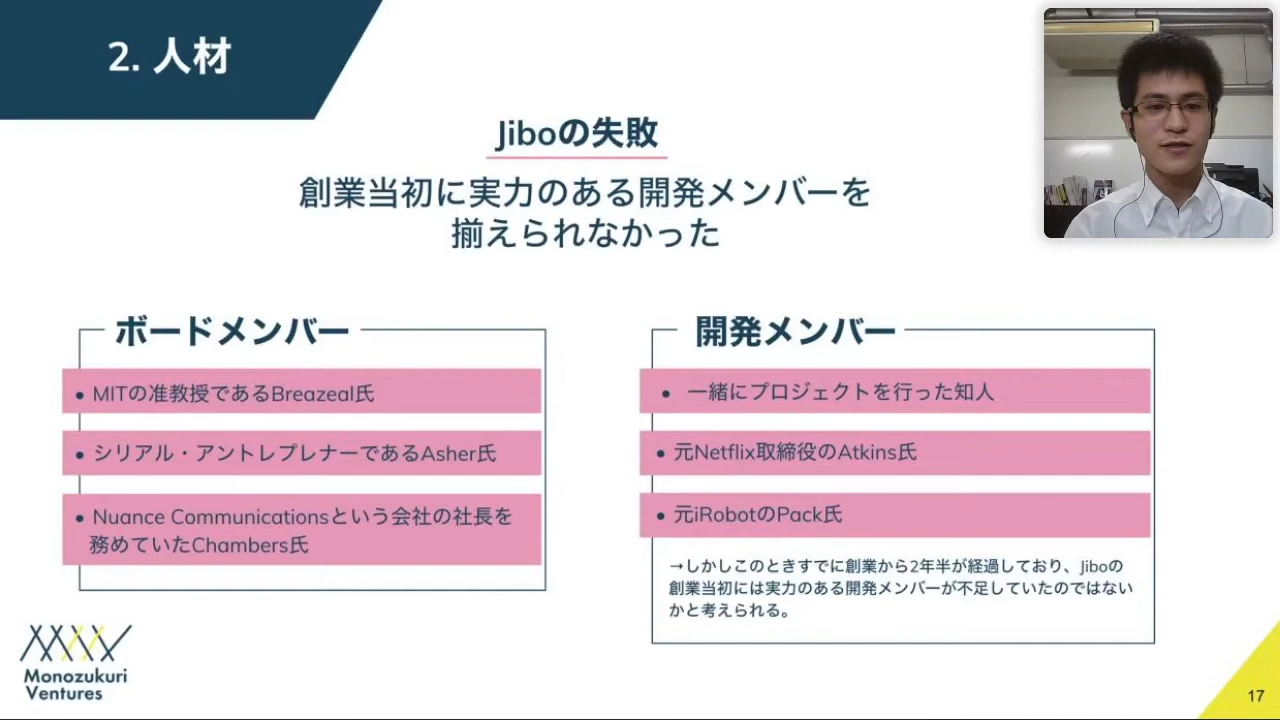 2. 人材
Jiboの失敗
創業当初に実力のある開発メンバーを
揃えられなかった
ボードメンバー
• MITの准教授であるBreazeal氏
• シリアル・アントレプレナーであるAsher氏
• Nuance Communicationsという会社の社長を
務めていたChambers氏
開発メンバー
• 一緒にプロジェクトを行った知人
• 元Netflix取締役のAtkins氏
• 元iRobotのPack氏
→しかしこのときすでに創業から2年半が経過しており、Jiboの
創業当初には実力のある開発メンバーが不足していたのではない
かと考えられる。
Monozukuri
Ventures
17